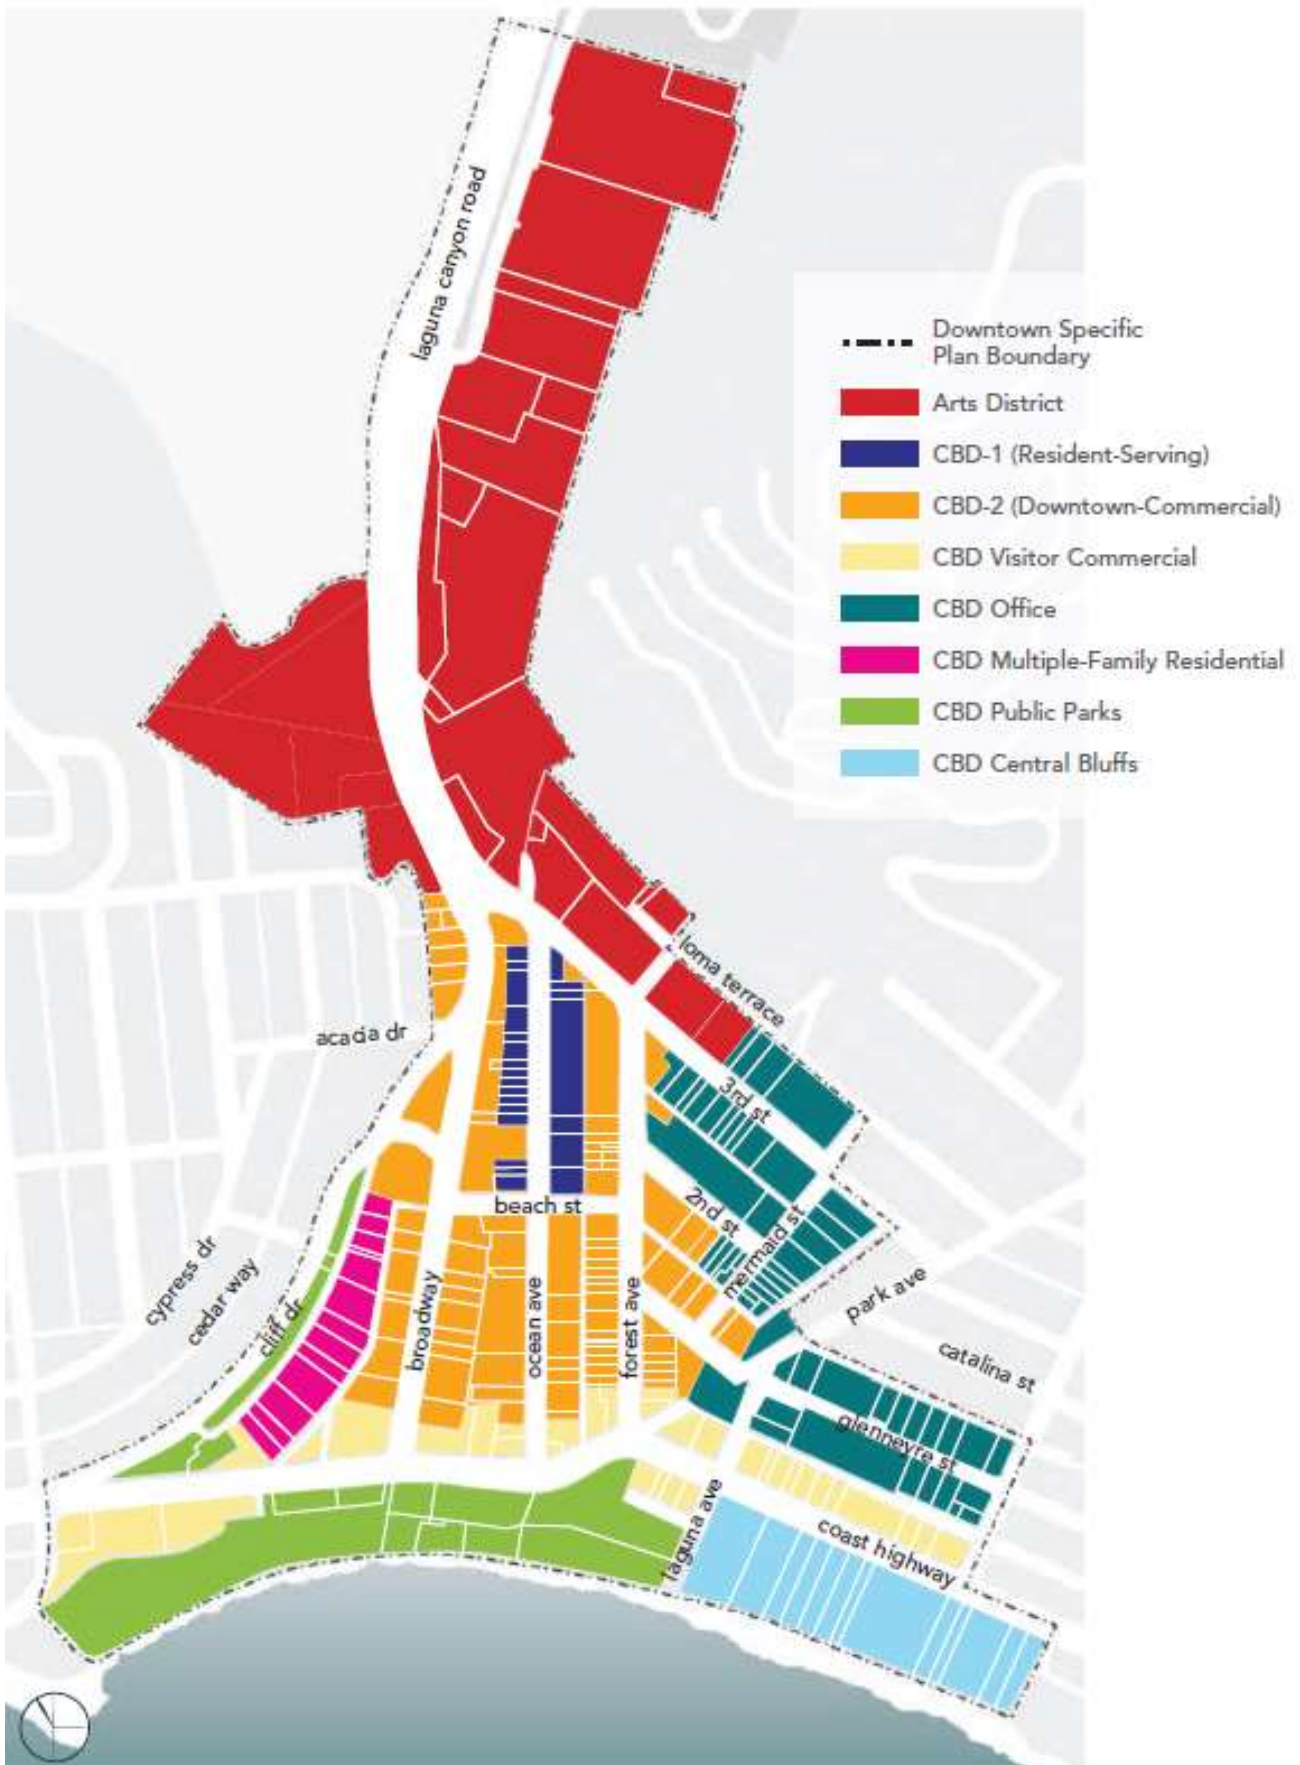 laguna canyon road
Downtown Specific
Plan Boundary
Arts District
CBD-1 (Resident-Serving)
CBD-2 (Downtown-Commercial)
CBD Visitor Commercial
CBD Office
CBD Multiple-Family Residential
CBD Public Parks
CBD Central Bluffs
loma terrace
acacia dr
3rd st
beach st
2nd st
mermaid st
cypress dr
cedar way
cliff dr
broadway
ocean ave
forest ave
park ave
catalina st
glenneyre st
laguna ave
coast highway